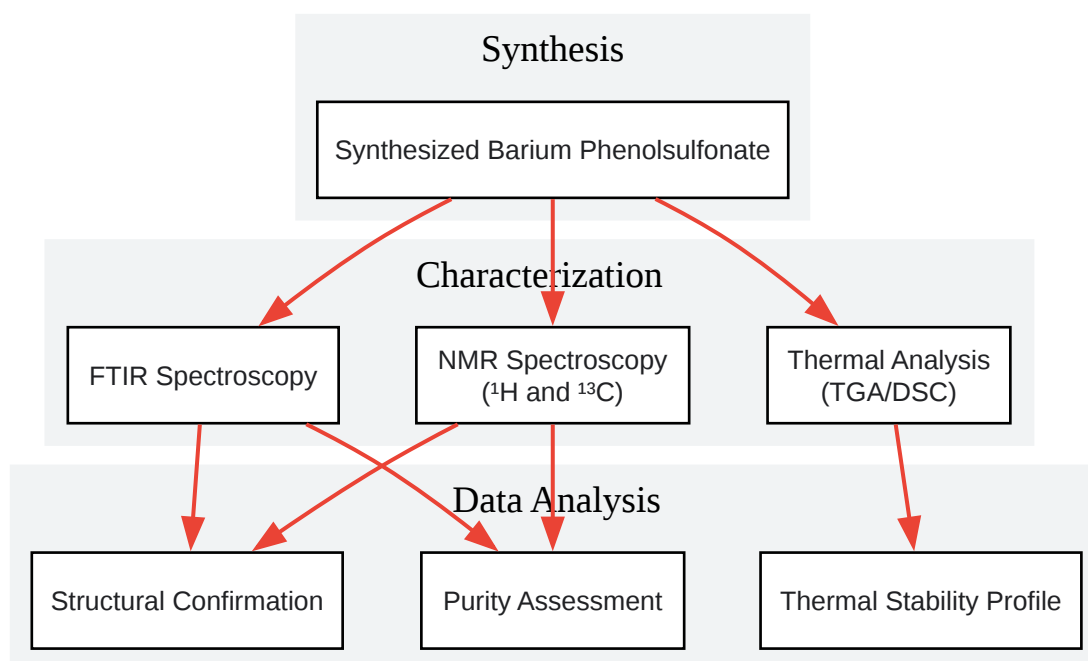 Synthesis
Synthesized Barium Phenolsulfonate
Characterization
FTIR Spectroscopy
NMR Spectroscopy
(¹H and ¹³C)
Thermal Analysis
(TGA/DSC)
Data Analysis
Structural Confirmation
Purity Assessment
Thermal Stability Profile